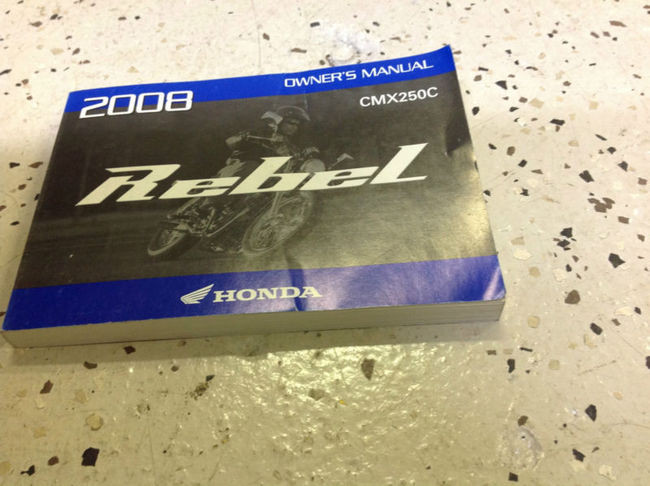 OWNER'S MANUAL
2008
CMX250C
Rebel
HONDA